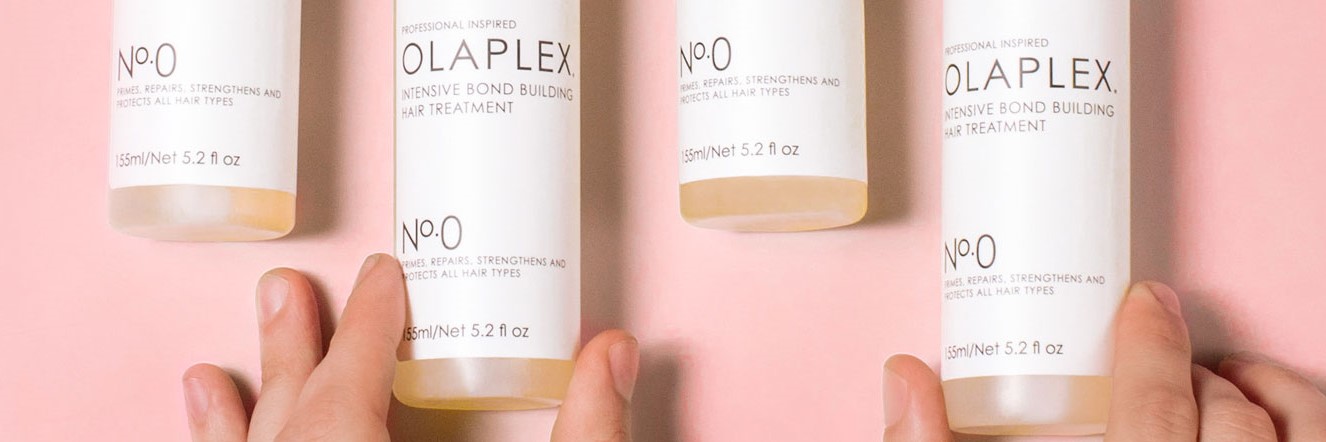 No.0
PRIMES, REPAIRS, STRENGTHENS AND
PROTECTS ALL HAIR TYPES
155ml/Net 5.2 fl oz
PROFESSIONAL INSPIRED
OLAPLEX.
INTENSIVE BOND BUILDING
HAIR TREATMENT
No.0
PRIMES, REPAIRS, STRENGTHENS AND
PROTECTS ALL HAIR TYPES
155ml/Net 5.2 fl oz
No.0
PRIMES, REPAIRS, STRENGTHENS AND
PROTECTS ALL HAIR TYPES
155ml/Net 5.2 fl oz
PROFESSIONAL INSPIRED
OLAPLEX.
INTENSIVE BOND BUILDING
HAIR TREATMENT
No.0
PRIMES, REPAIRS, STRENGTHENS AND
PROTECTS ALL HAIR TYPES
155ml/Net 5.2 fl oz